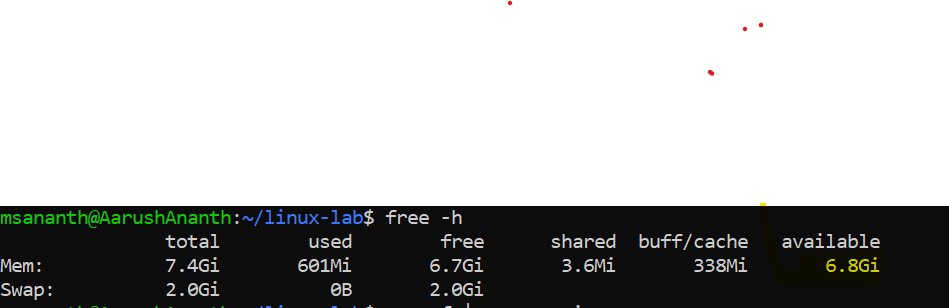 msananth@AarushAnanth:~/linux-lab$ free -h
total used free shared buff/cache available
Mem: 7.4Gi 601Mi 6.7Gi 3.6Mi 338Mi 6.8Gi
Swap: 2.0Gi 0B 2.0Gi